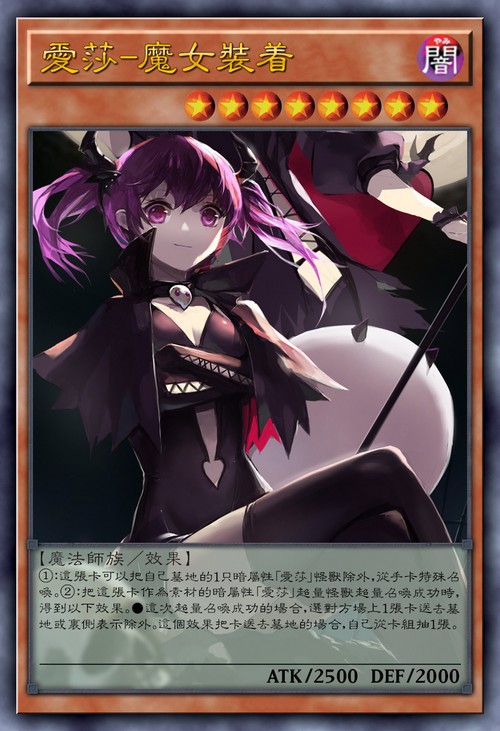 愛莎-魔女裝着
やみ
闇
【魔法師族／效果】
①:這張卡可以把自己墓地的1只暗屬性「愛莎」怪獸除外,從手卡特殊召
喚。②:把這張卡作為素材的暗屬性「愛莎」超量怪獸超量召喚成功時,
得到以下效果。●這次超量召喚成功的場合,選對方場上1張卡送去墓
地或裏側表示除外。這個效果把卡送去墓地的場合,自己從卡組抽1張。
ATK/2500 DEF/2000